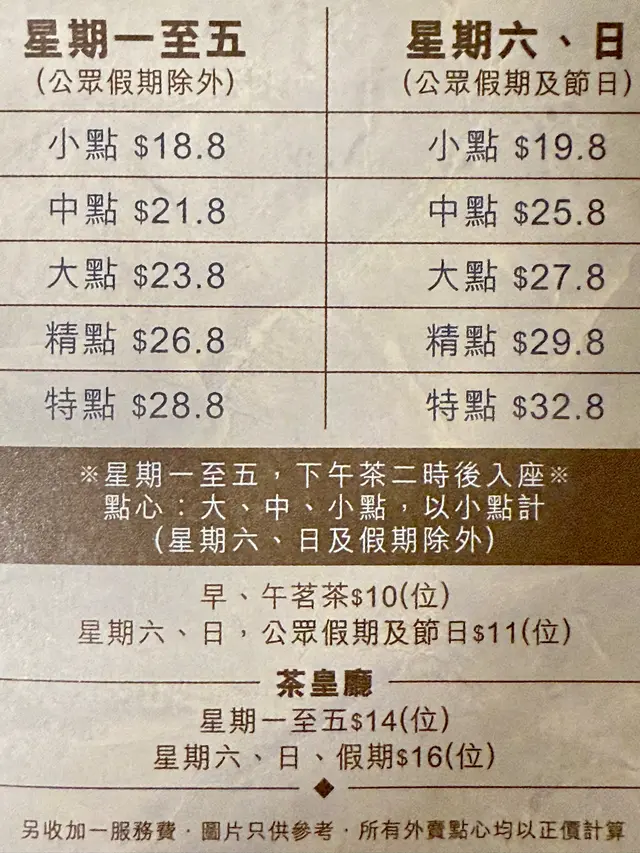 星期一至五
(公眾假期除外)
小點 $18.8
中點 $21.8
大點 $23.8
精點 $26.8
特點 $28.8
星期六、日
(公眾假期及節日)
小點 $19.8
中點 $25.8
大點 $27.8
精點 $29.8
特點 $32.8
※星期一至五，下午茶二時後入座※
點心：大、中、小點，以小點計
(星期六、日及假期除外)
早、午茗茶$10(位)
星期六、日，公眾假期及節日$11(位)
茶皇廳
星期一至五$14(位)
星期六、日、假期$16(位)
另收加一服務費·圖片只供參考·所有外賣點心均以正價計算